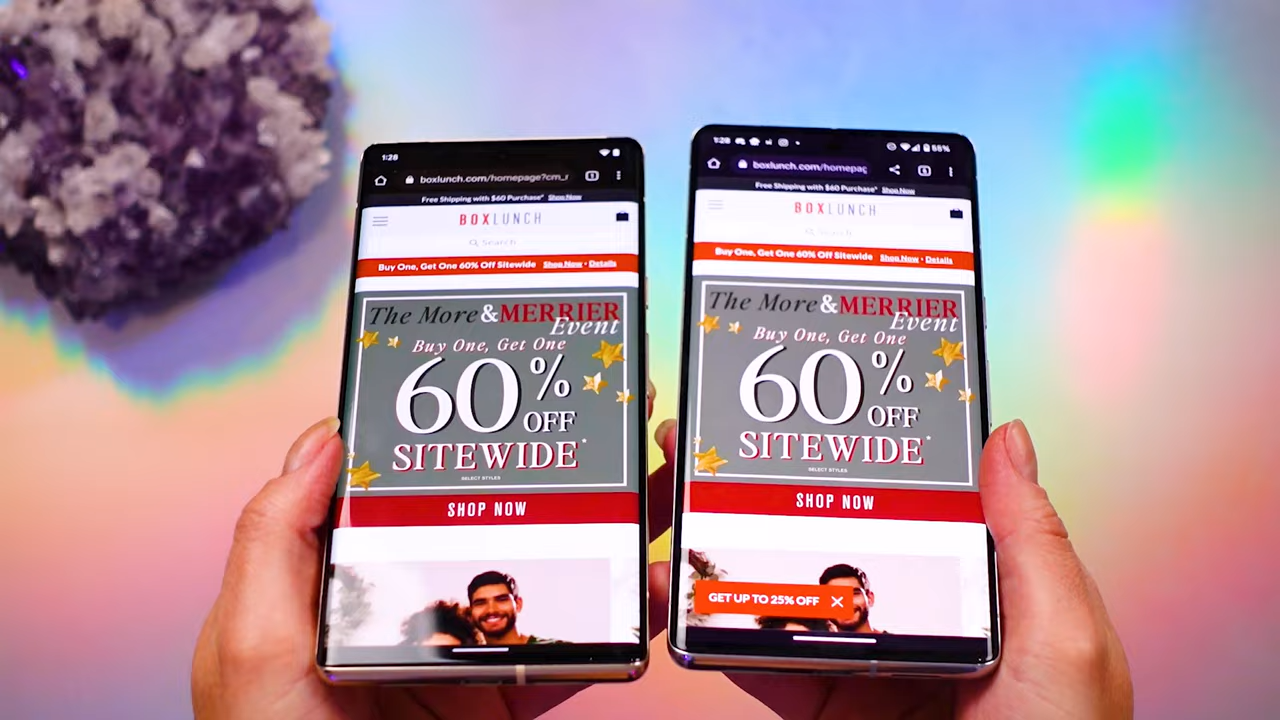 1:28
boxlunch.com/homepage?cm_r
Free Shipping with $60 Purchase* Shop Now
BOXLUNCH
Search
Buy One, Get One 60% Off Sitewide Shop Now • Details
The More & MERRIER
Event
Buy One, Get One
60%
OFF
SITEWIDE*
SELECT STYLES
SHOP NOW
1:28
55%
boxlunch.com/homepag
Free Shipping with $60 Purchase* Shop Now
BOXLUNCH
Search
Buy One, Get One 60% Off Sitewide Shop Now • Details
The More & MERRIER
Event
Buy One, Get One
60%
OFF
SITEWIDE*
SELECT STYLES
SHOP NOW
GET UP TO 25% OFF